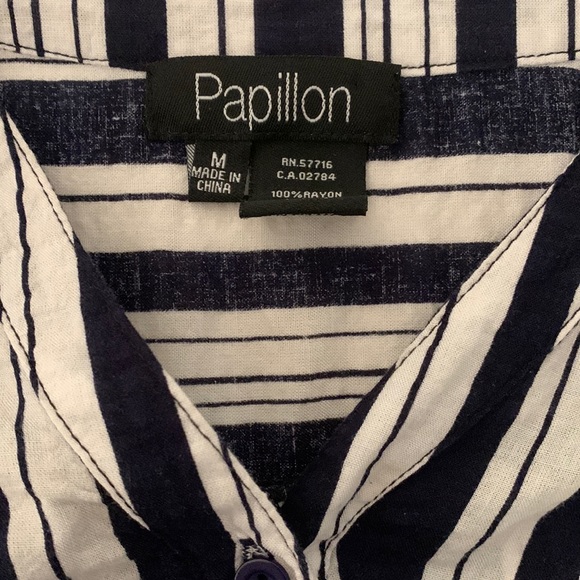 Papillon
M
MADE IN
CHINA
RN.57716
C.A.02784
100% RAYON